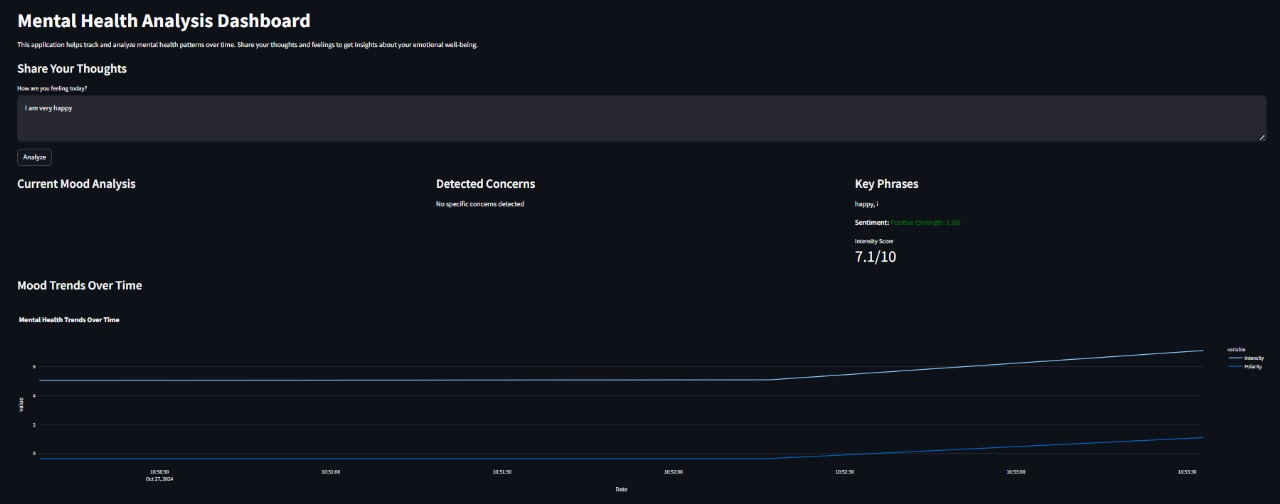 Mental Health Analysis Dashboard
This application helps track and analyze mental health patterns over time. Share your thoughts and feelings to get insights about your emotional well-being.
Share Your Thoughts
How are you feeling today?
I am very happy
Analyze
Current Mood Analysis
Detected Concerns
No specific concerns detected
Key Phrases
happy, i
Sentiment: Positive (Strength: 1.00)
Intensity Score
7.1/10
Mood Trends Over Time
Mental Health Trends Over Time
variable
Intensity
Polarity
value
6
4
2
0
10:50:30
Oct 27, 2024
10:51:00
10:51:30
10:52:00
10:52:30
10:53:00
10:53:30
Date